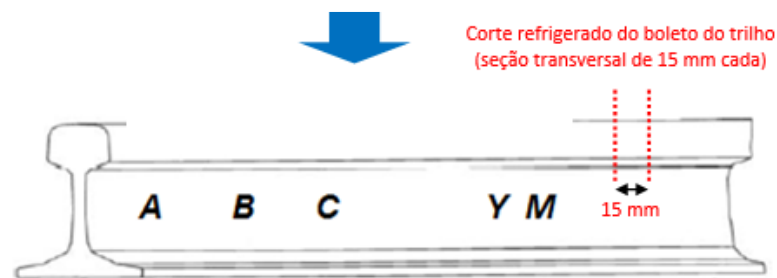 Corte refrigerado do boleto do trilho
(seção transversal de 15 mm cada)
A B C Y M 15 mm